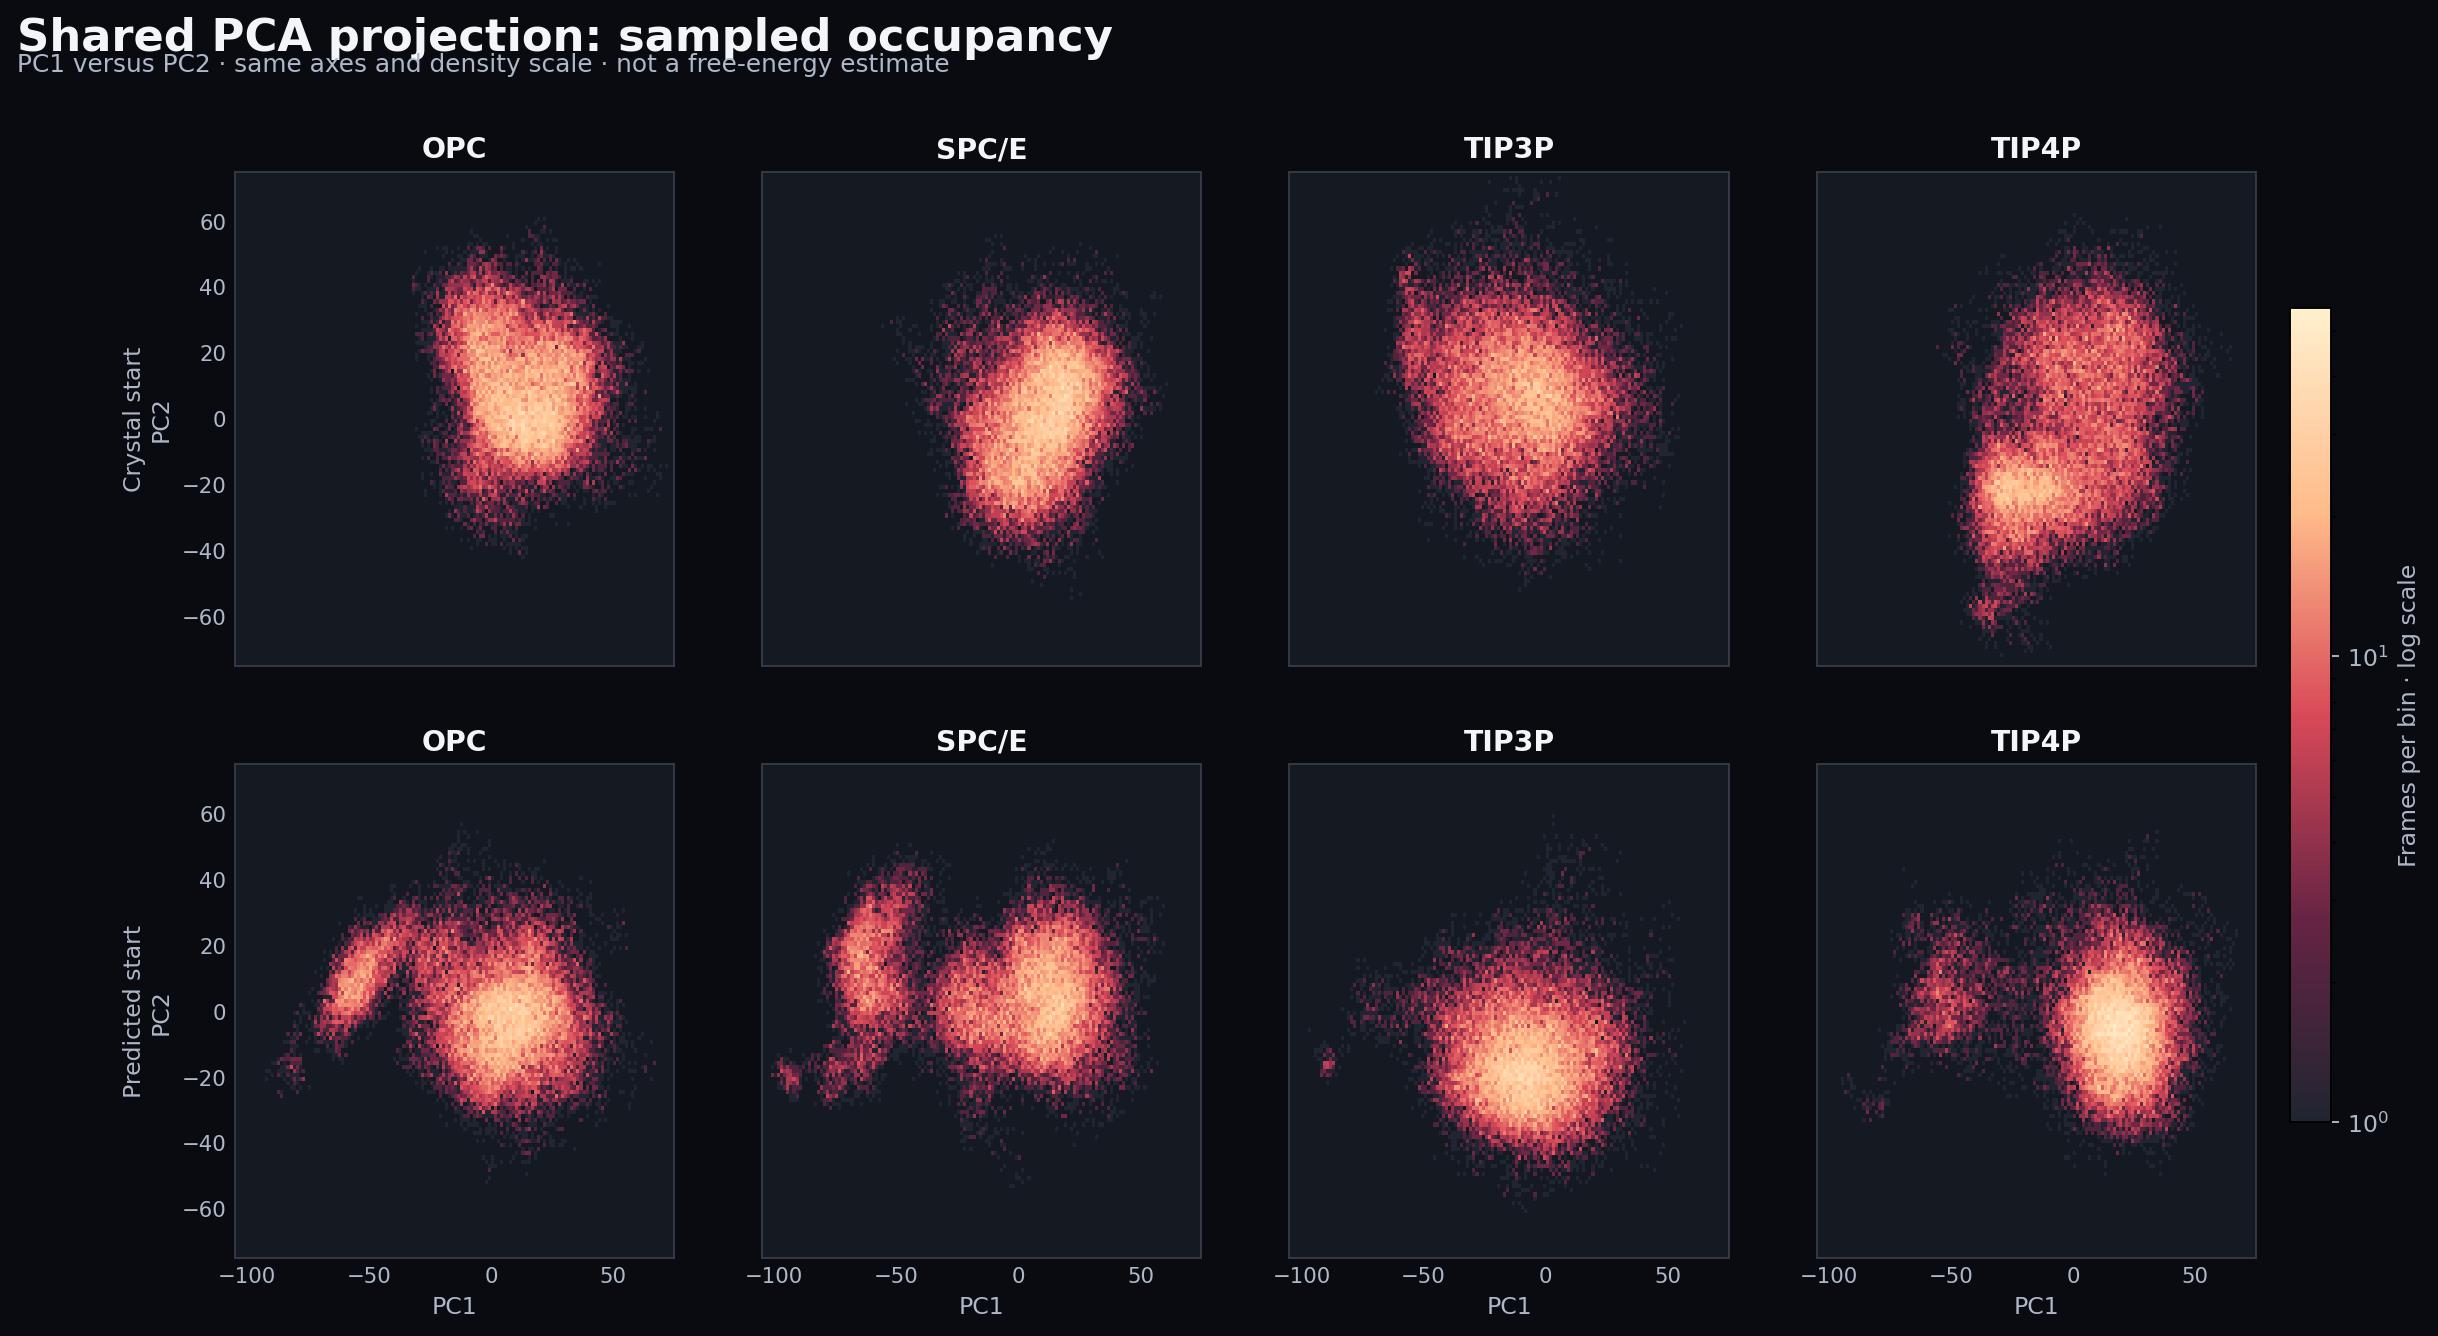 Shared PCA projection: sampled occupancy
PC1 versus PC2 · same axes and density scale · not a free-energy estimate
OPC
SPC/E
TIP3P
TIP4P
Crystal start
PC2
60
40
20
0
−20
−40
−60
OPC
SPC/E
TIP3P
TIP4P
Predicted start
PC2
60
40
20
0
−20
−40
−60
−100 −50 0 50
−100 −50 0 50
−100 −50 0 50
−100 −50 0 50
PC1
PC1
PC1
PC1
10¹
10⁰
Frames per bin · log scale